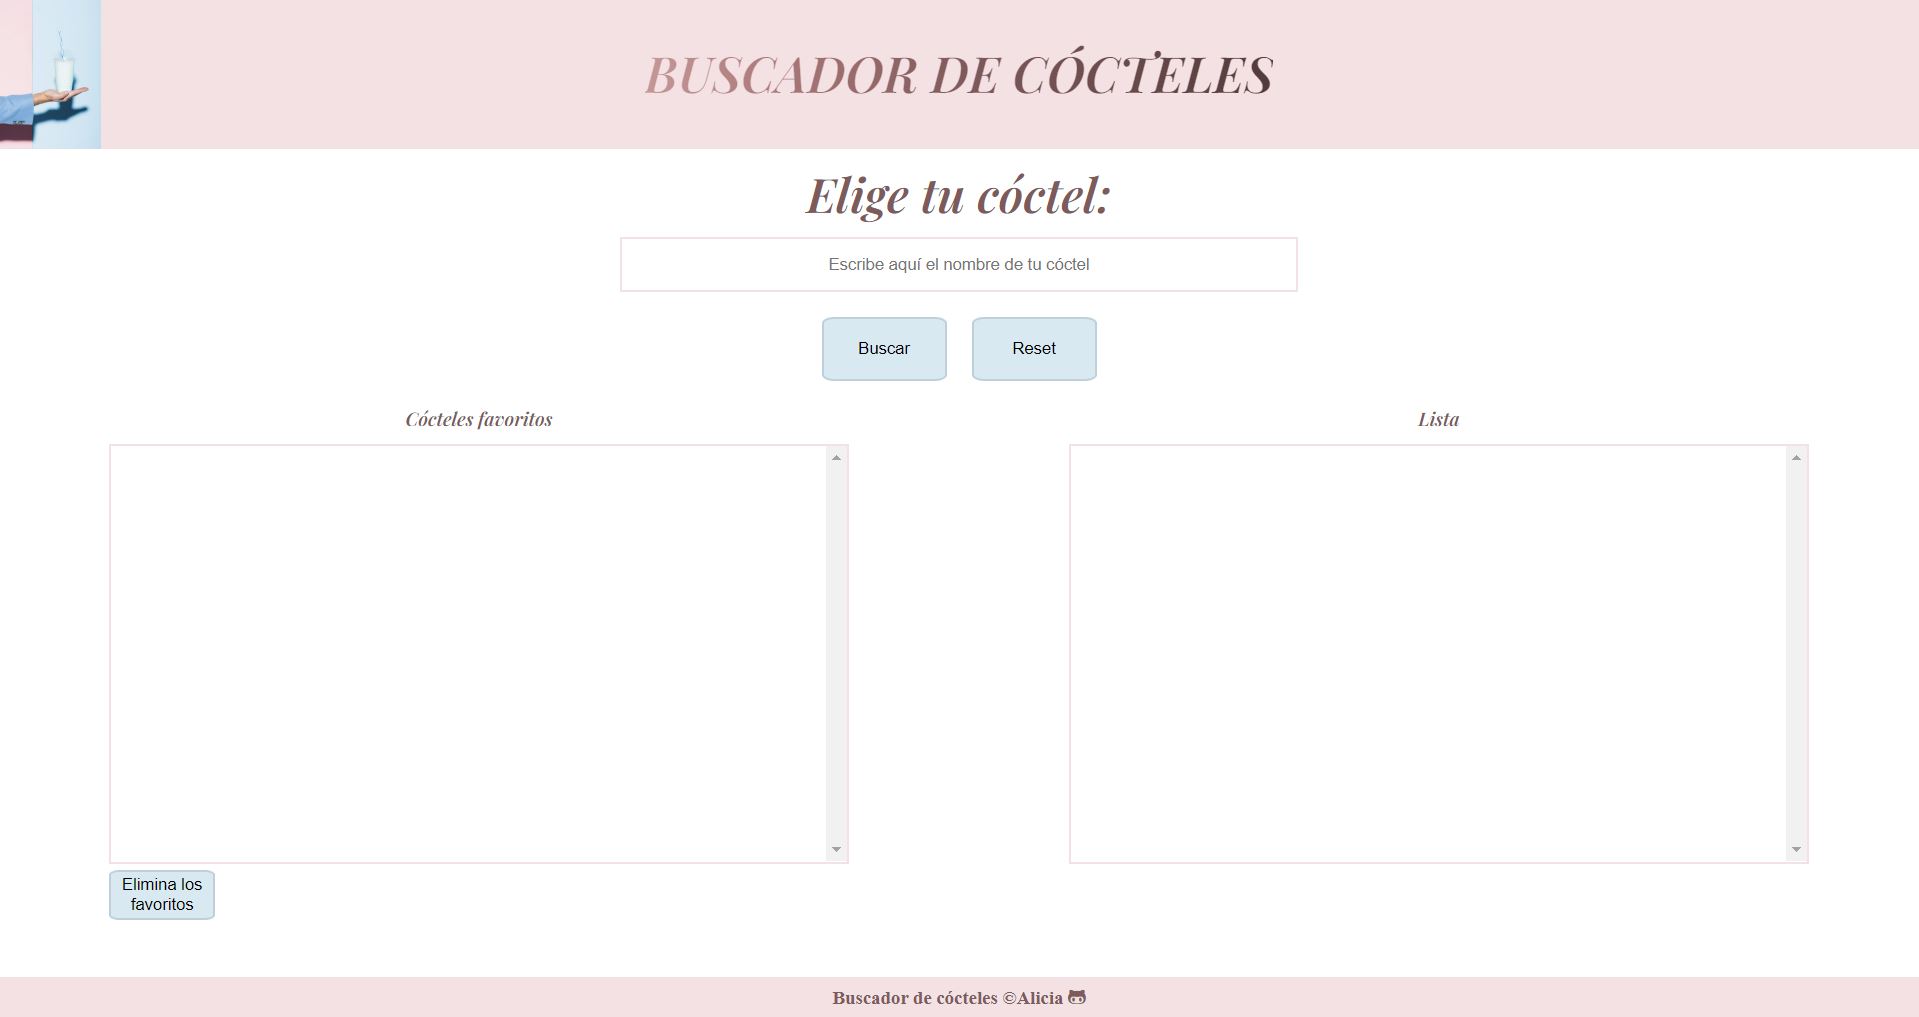 BUSCADOR DE CÓCTELES
Elige tu cóctel:
Escribe aquí el nombre de tu cóctel
Buscar
Reset
Cócteles favoritos
Lista
Elimina los
favoritos
Buscador de cócteles ©Alicia